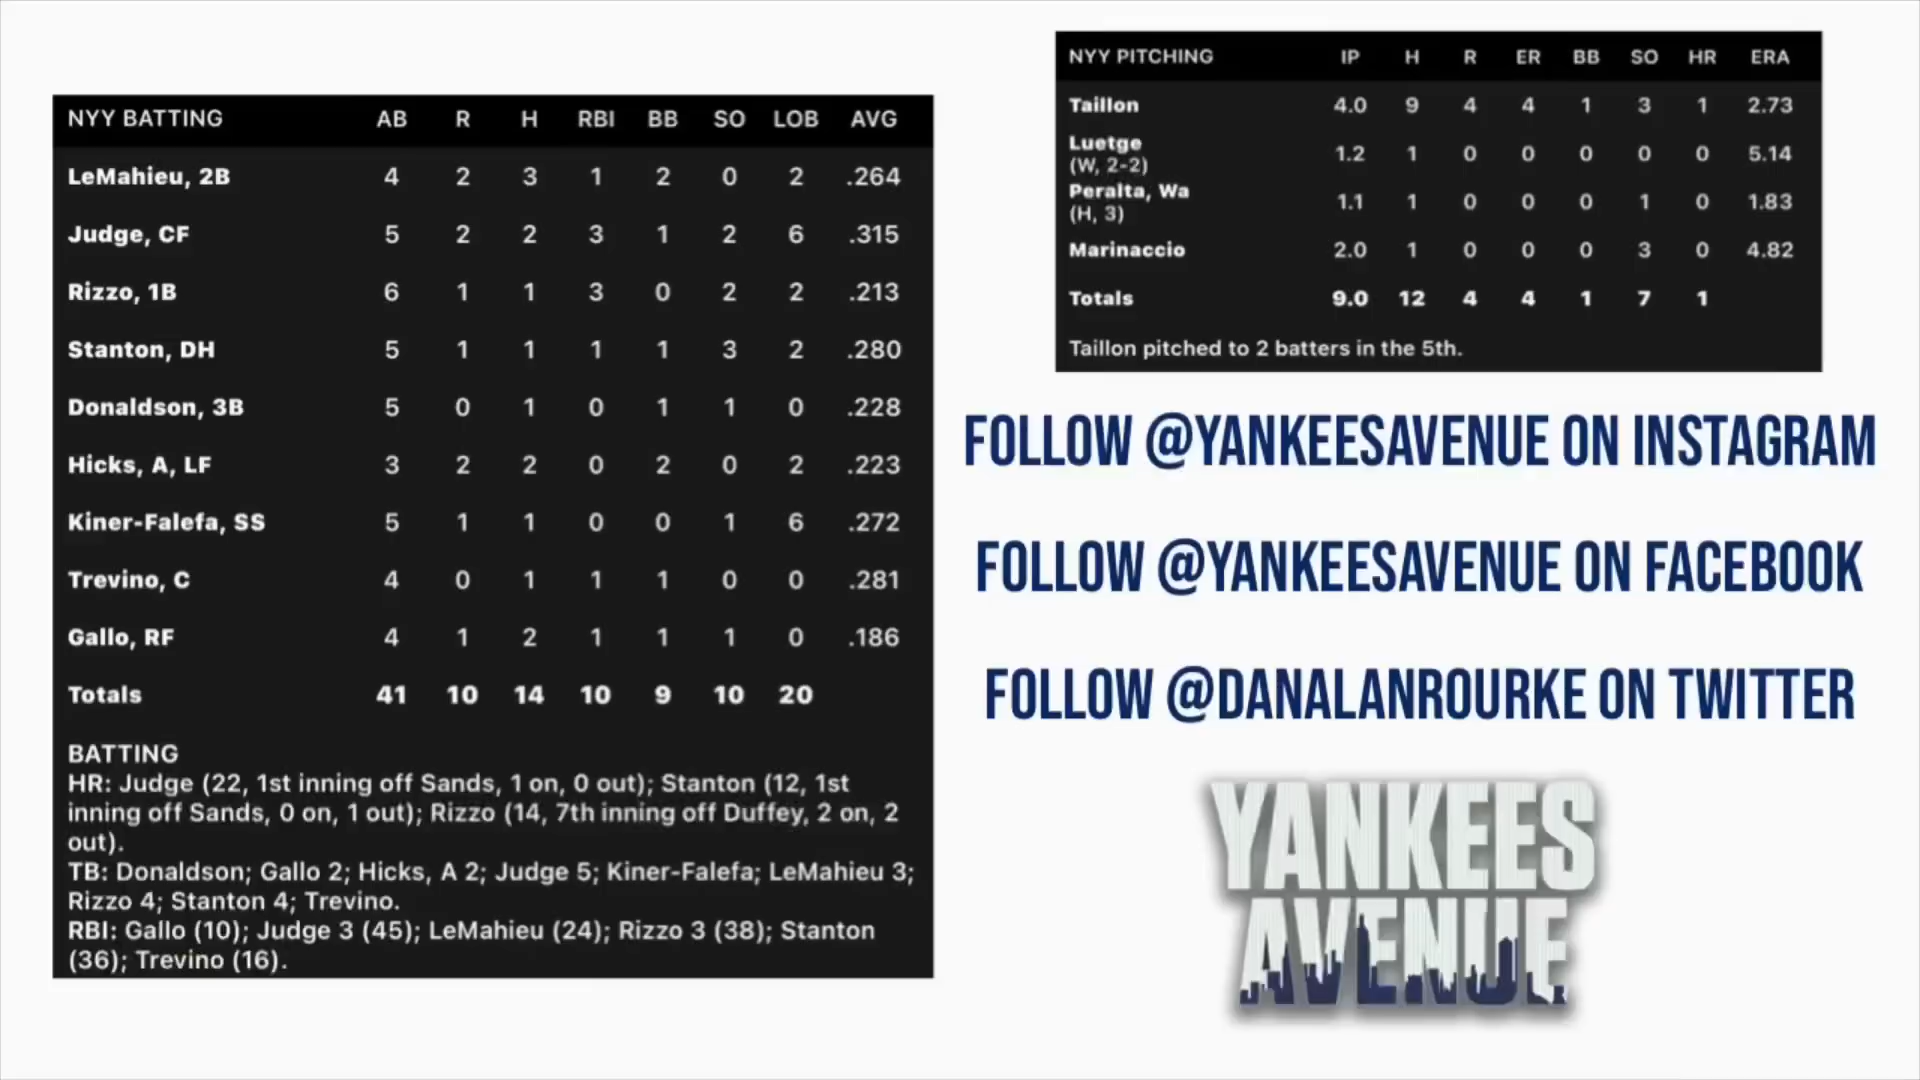 NYY BATTING AB R H RBI BB SO LOB AVG
LeMahieu, 2B 4 2 3 1 2 0 2 .264
Judge, CF 5 2 2 3 1 2 6 .315
Rizzo, 1B 6 1 1 3 0 2 2 .213
Stanton, DH 5 1 1 1 1 3 2 .280
Donaldson, 3B 5 0 1 0 1 1 0 .228
Hicks, A, LF 3 2 2 0 2 0 2 .223
Kiner-Falefa, SS 5 1 1 0 0 1 6 .272
Trevino, C 4 0 1 1 1 0 0 .281
Gallo, RF 4 1 2 1 1 1 0 .186
Totals 41 10 14 10 9 10 20
BATTING
HR: Judge (22, 1st inning off Sands, 1 on, 0 out); Stanton (12, 1st
inning off Sands, 0 on, 1 out); Rizzo (14, 7th inning off Duffey, 2 on, 2
out).
TB: Donaldson; Gallo 2; Hicks, A 2; Judge 5; Kiner-Falefa; LeMahieu 3;
Rizzo 4; Stanton 4; Trevino.
RBI: Gallo (10); Judge 3 (45); LeMahieu (24); Rizzo 3 (38); Stanton
(36); Trevino (16).
NYY PITCHING IP H R ER BB SO HR ERA
Taillon 4.0 9 4 4 1 3 1 2.73
Luetge
(W, 2-2) 1.2 1 0 0 0 0 0 5.14
Peralta, Wa
(H, 3) 1.1 1 0 0 0 1 0 1.83
Marinaccio 2.0 1 0 0 0 3 0 4.82
Totals 9.0 12 4 4 1 7 1
Taillon pitched to 2 batters in the 5th.
FOLLOW @YANKEESAVENUE ON INSTAGRAM
FOLLOW @YANKEESAVENUE ON FACEBOOK
FOLLOW @DANALANROURKE ON TWITTER
YANKEES
AVENUE